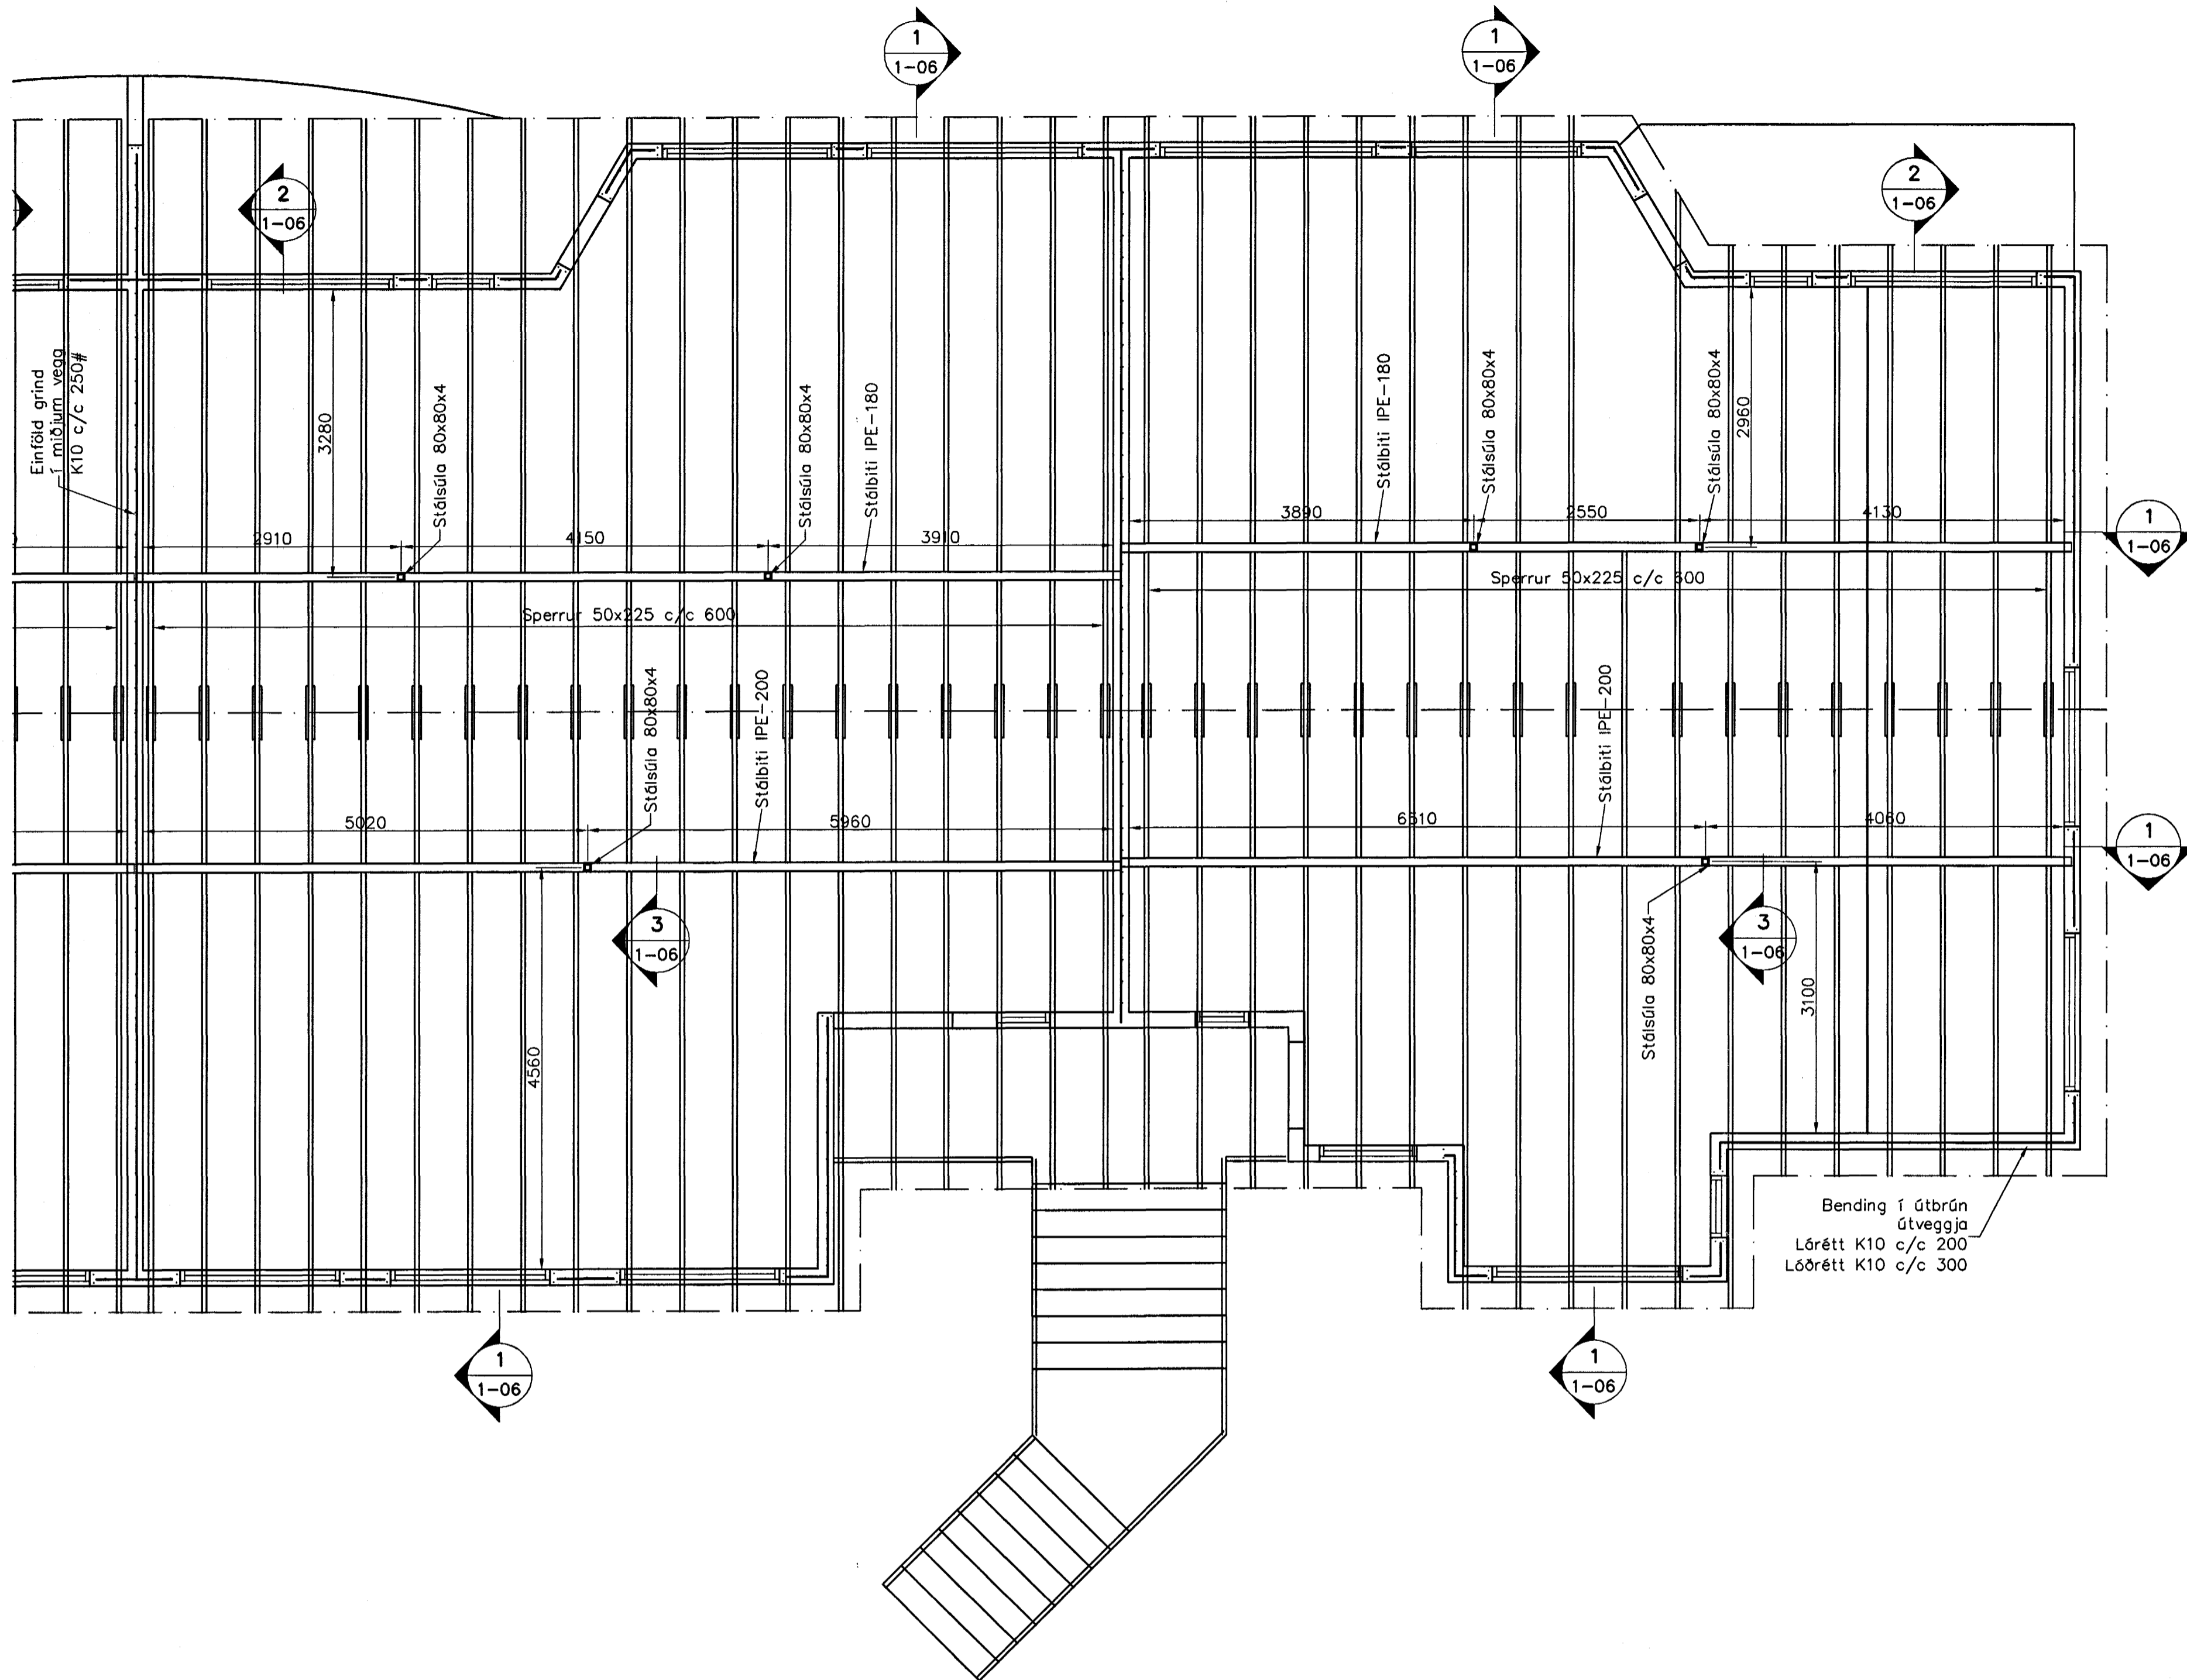 1
1-06
1
1-06
2
1-06
2
1-06
Einföld grind
í miðjum vegg
K10 c/c 250#
3280
Stálsúla 80x80x4
Stálsúla 80x80x4
Stálbiti IPE-180
Stálbiti IPE-180
Stálsúla 80x80x4
Stálsúla 80x80x4
2960
2910
4150
3910
3890
2550
4130
1
1-06
Sperrur 50x225 c/c 600
Sperrur 50x225 c/c 600
Stálsúla 80x80x4
Stálbiti IPE-200
Stálbiti IPE-200
5020
5960
6510
4060
1
1-06
3
1-06
3
1-06
Stálsúla 80x80x4
3100
4560
Bending í útbrún
útveggja
Lárétt K10 c/c 200
Lóðrétt K10 c/c 300
1
1-06
1
1-06